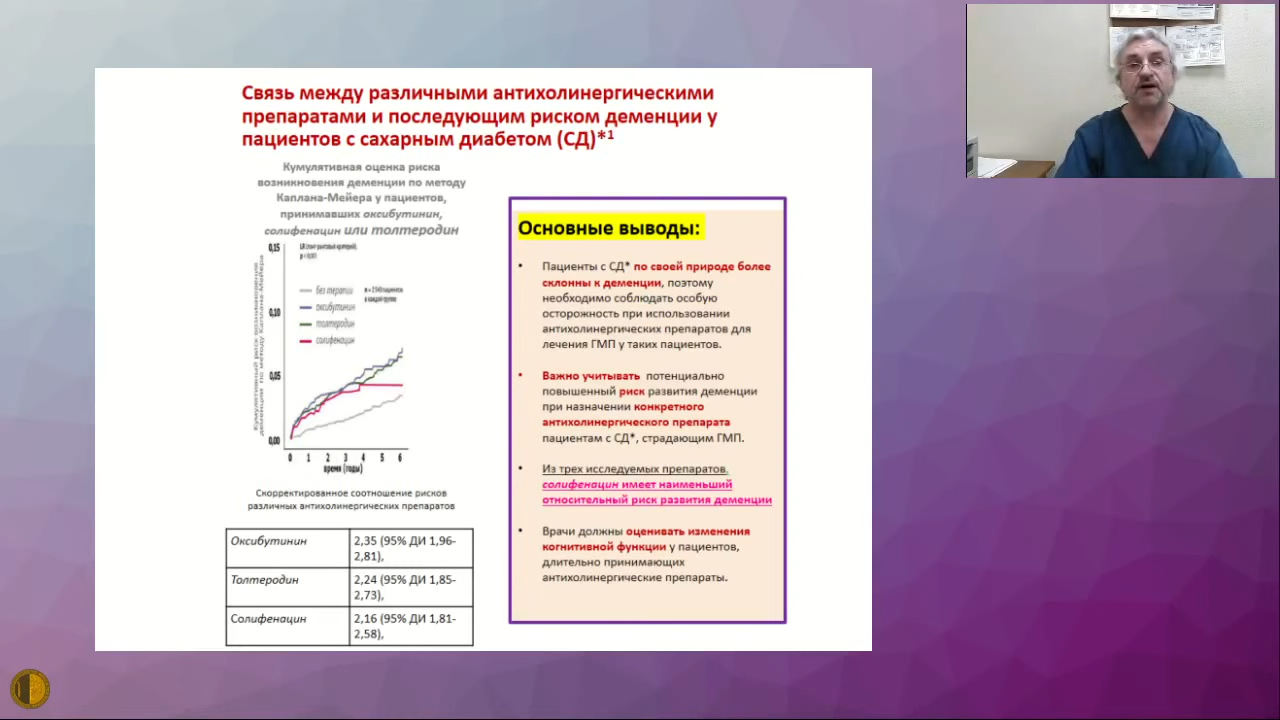 Связь между различными антихолинергическими
препаратами и последующим риском деменции у
пациентов с сахарным диабетом (СД)*1
Кумулятивная оценка риска
возникновения деменции по методу
Каплана-Мейера у пациентов,
принимавших оксибутинин,
солифенацин или толтеродин
0,15
0,10
0,05
0,00
без терапии
оксибутинин
толтеродин
солифенацин
0 1 2 3 4 5 6
время (годы)
Скорректированное соотношение рисков
различных антихолинергических препаратов
Оксибутинин
2,35 (95% ДИ 1,96-
2,81),
Толтеродин
2,24 (95% ДИ 1,85-
2,73),
Солифенацин
2,16 (95% ДИ 1,81-
2,58),
Основные выводы:
• Пациенты с СД* по своей природе более
склонны к деменции, поэтому
необходимо соблюдать особую
осторожность при использовании
антихолинергических препаратов для
лечения ГМП у таких пациентов.
• Важно учитывать потенциально
повышенный риск развития деменции
при назначении конкретного
антихолинергического препарата
пациентам с СД*, страдающим ГМП.
• Из трех исследуемых препаратов,
солифенацин имеет наименьший
относительный риск развития деменции
• Врачи должны оценивать изменения
когнитивной функции у пациентов,
длительно принимающих
антихолинергические препараты.